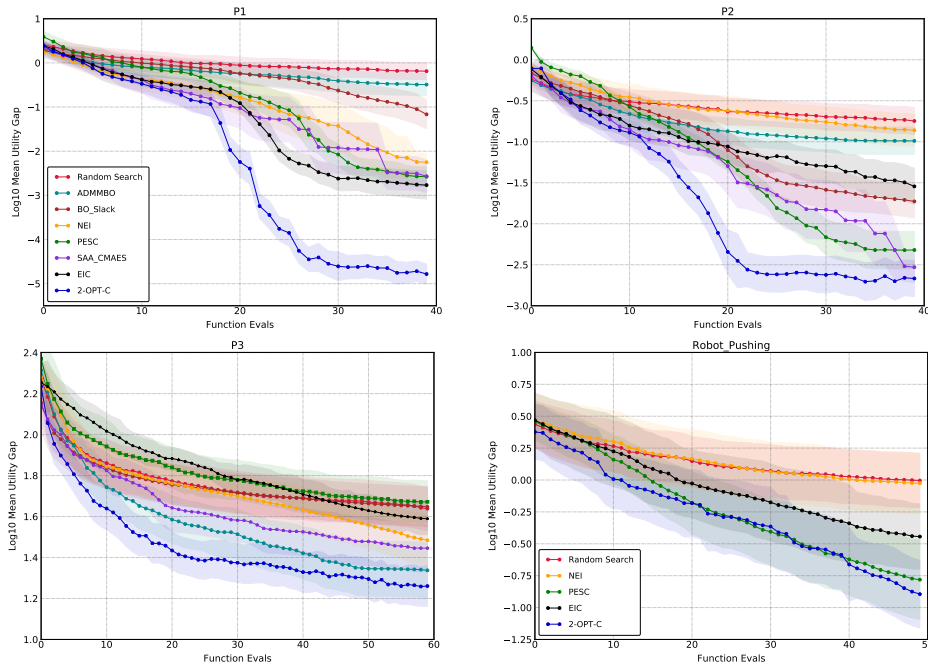 P1
Log10 Mean Utility Gap
1
0
−1
−2
−3
−4
−5
Random Search
ADMMBO
BO_Slack
NEI
PESC
SAA_CMAES
EIC
2-OPT-C
0 10 20 30 40
Function Evals
P2
Log10 Mean Utility Gap
0.5
0.0
−0.5
−1.0
−1.5
−2.0
−2.5
−3.0
0 10 20 30 40
Function Evals
P3
Log10 Mean Utility Gap
2.4
2.2
2.0
1.8
1.6
1.4
1.2
1.0
0 10 20 30 40 50 60
Function Evals
Robot_Pushing
Log10 Mean Utility Gap
1.00
0.75
0.50
0.25
0.00
−0.25
−0.50
−0.75
−1.00
−1.25
Random Search
NEI
PESC
EIC
2-OPT-C
0 10 20 30 40 5
Function Evals